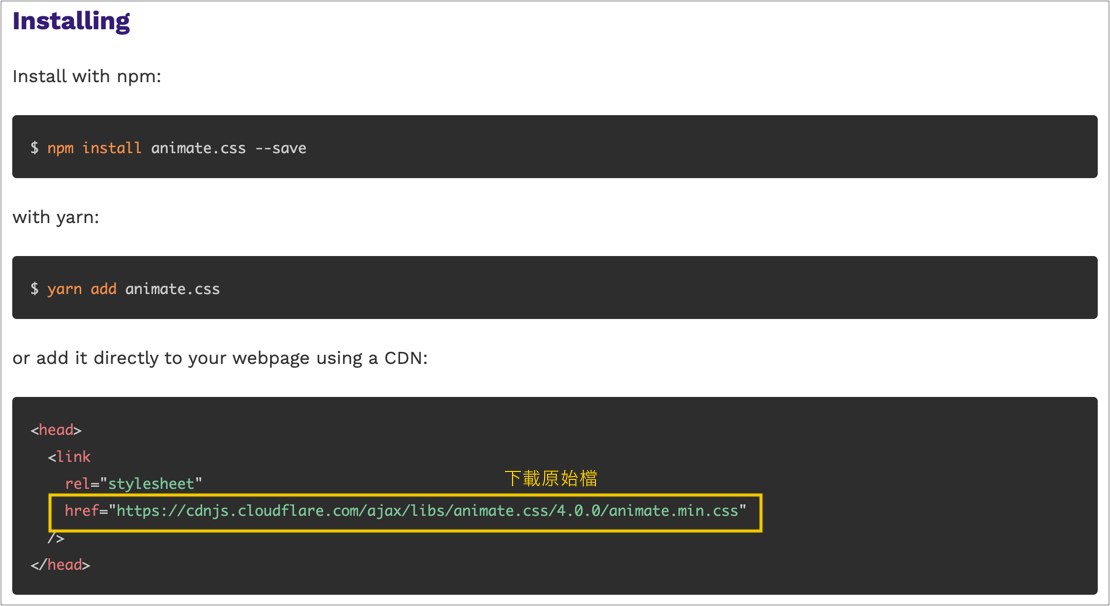 Installing
Install with npm:
$ npm install animate.css --save
with yarn:
$ yarn add animate.css
or add it directly to your webpage using a CDN:
<head>
<link
rel="stylesheet"
下載原始檔
href="https://cdnjs.cloudflare.com/ajax/libs/animate.css/4.0.0/animate.min.css"
/>
</head>